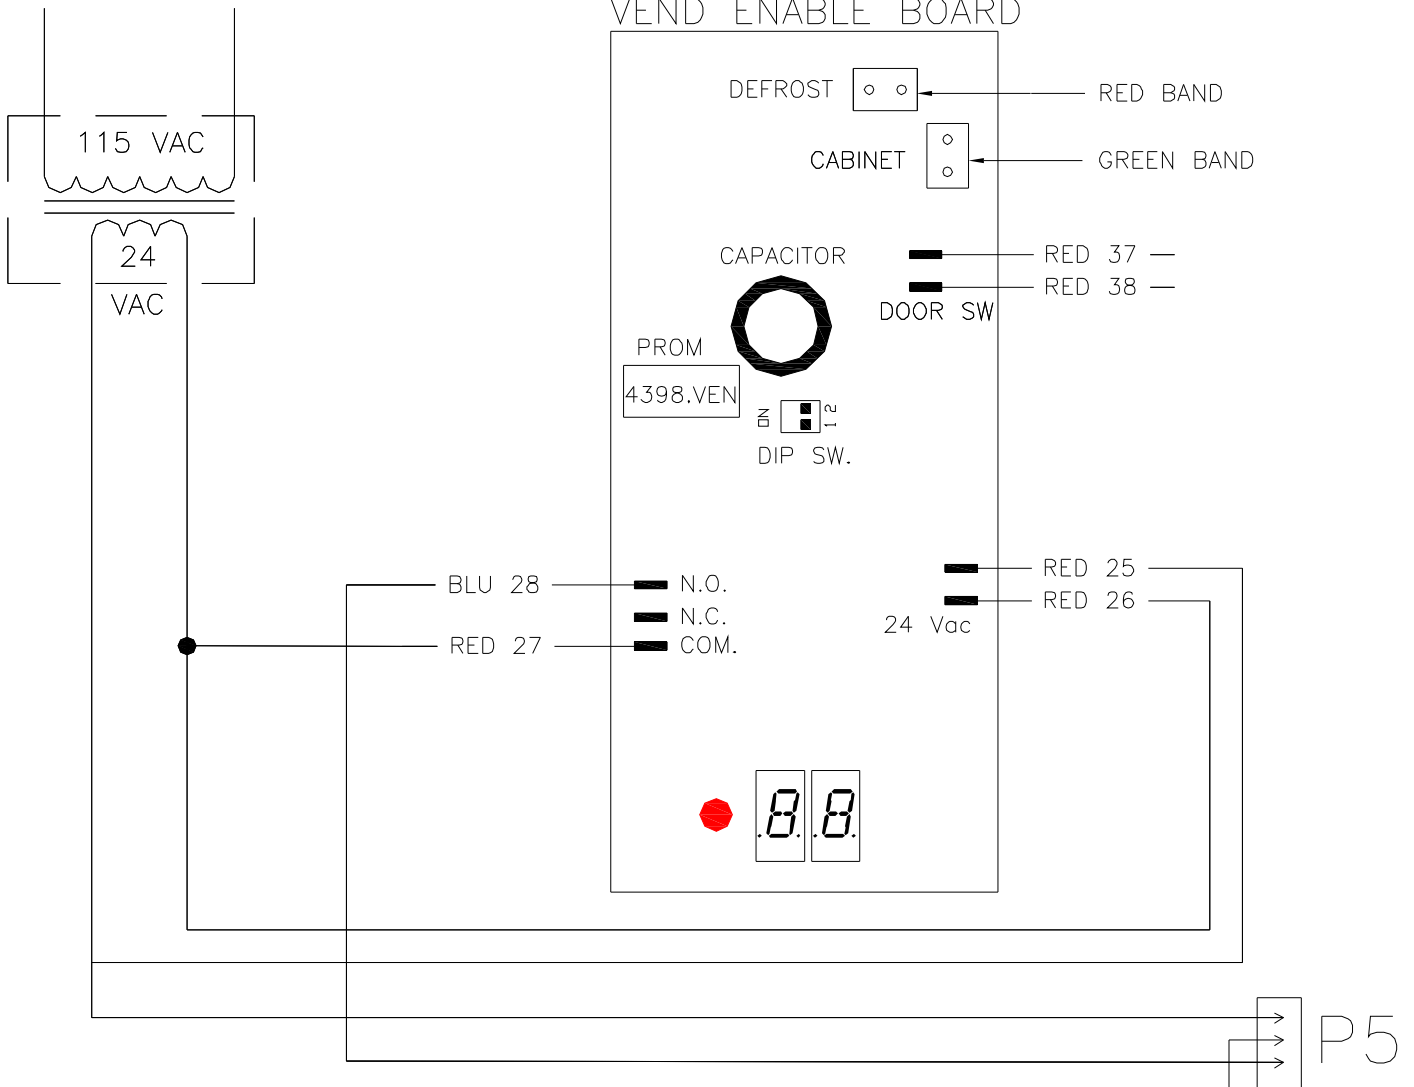 VEND ENABLE BOARD
DEFROST
RED BAND
115 VAC
CABINET
GREEN BAND
24
VAC
CAPACITOR
RED 37
RED 38
DOOR SW
PROM
4398.VEN
ON
1 2
DIP SW.
BLU 28
N.O.
N.C.
RED 27
COM.
RED 25
RED 26
24 Vac
.8. .8.
P5